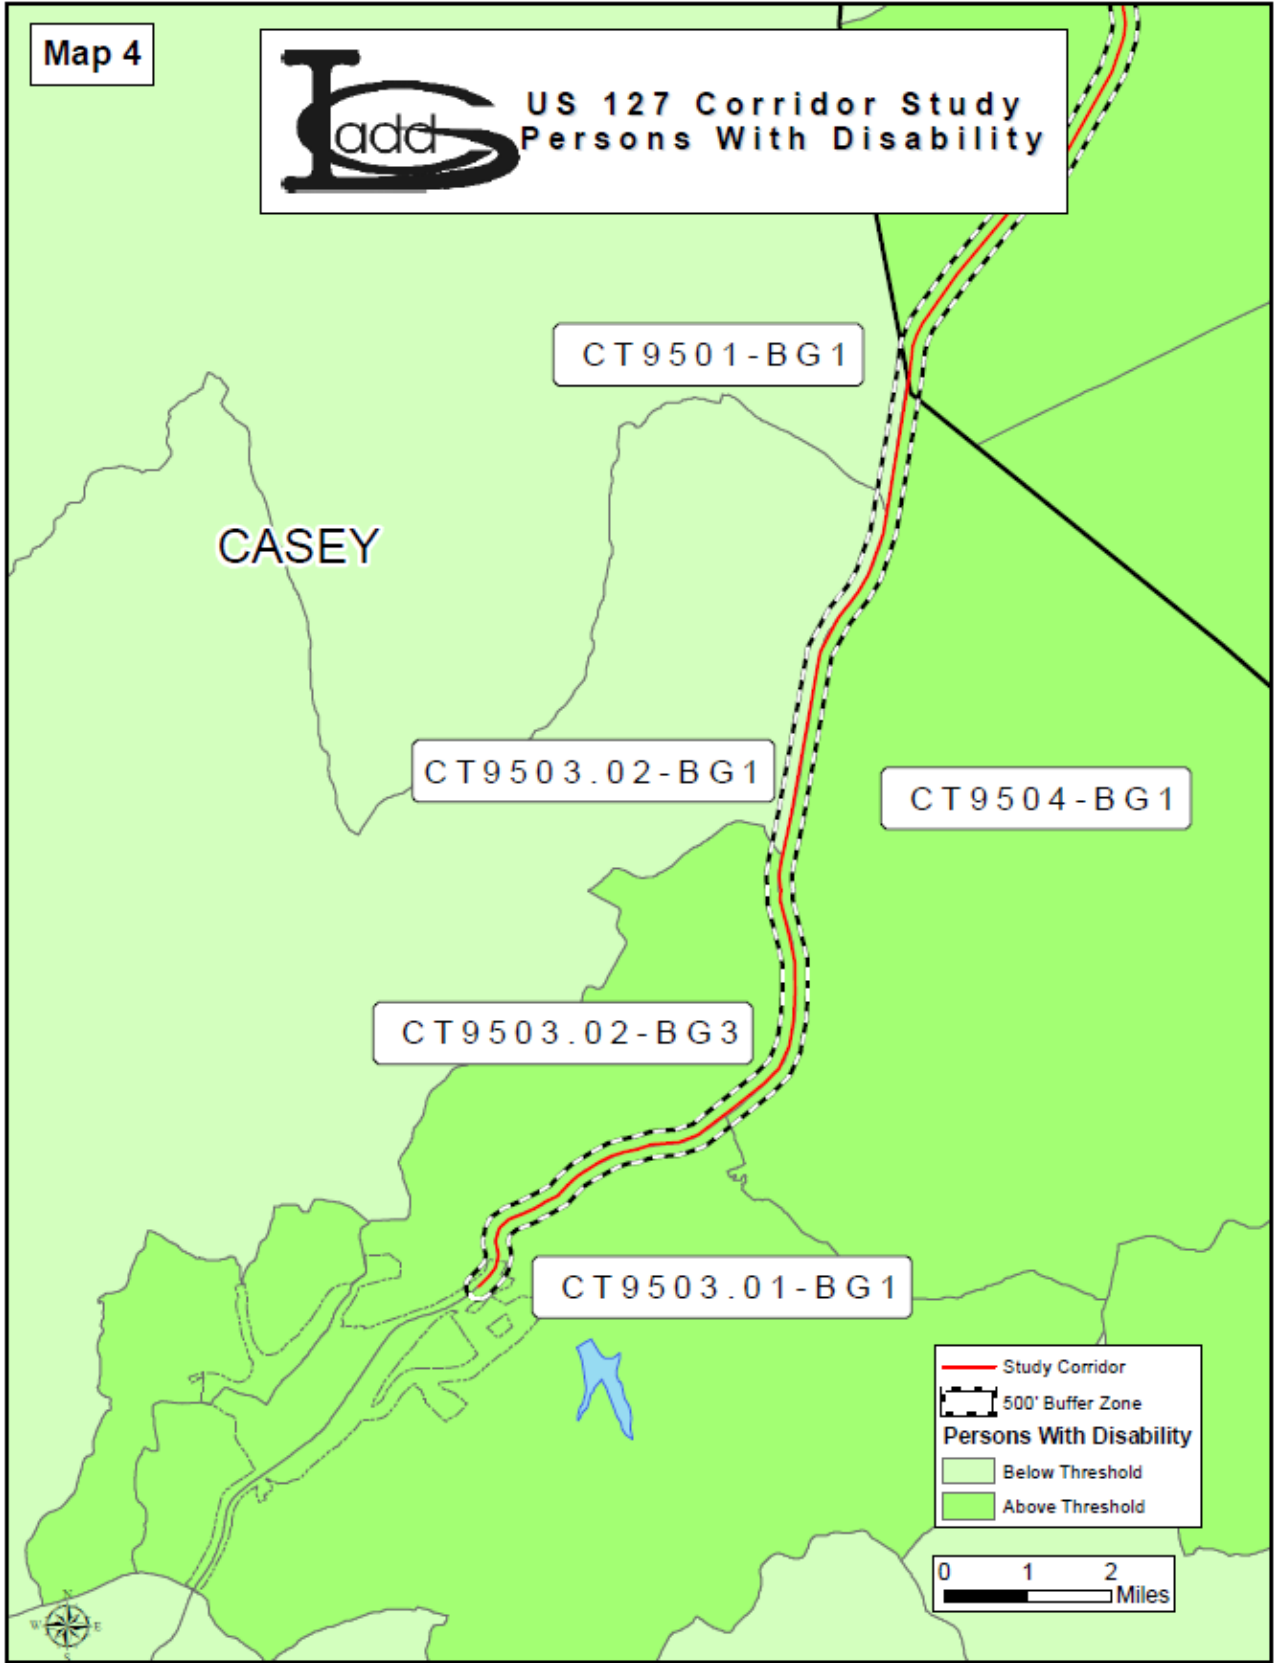 Map 4
LCadd
US 127 Corridor Study
Persons With Disability
CT9501-BG1
CASEY
CT9503.02-BG1
CT9504-BG1
CT9503.02-BG3
CT9503.01-BG1
Study Corridor
500' Buffer Zone
Persons With Disability
Below Threshold
Above Threshold
0 1 2
Miles
N
W E
S